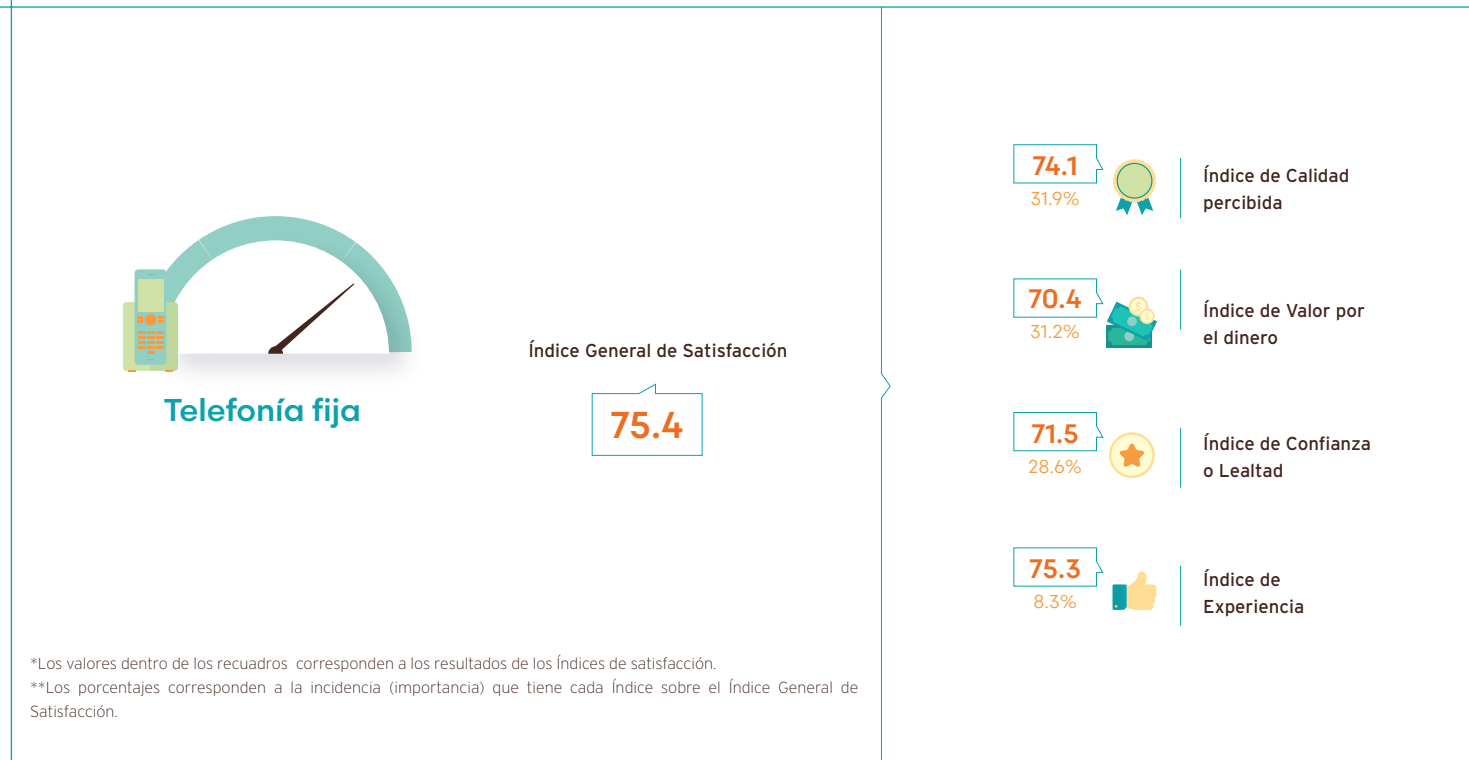 Telefonía fija
Índice General de Satisfacción
75.4
*Los valores dentro de los recuadros corresponden a los resultados de los Índices de satisfacción.
**Los porcentajes corresponden a la incidencia (importancia) que tiene cada Índice sobre el Índice General de
Satisfacción.
74.1
31.9%
Índice de Calidad
percibida
70.4
31.2%
$
$
Índice de Valor por
el dinero
71.5
28.6%
Índice de Confianza
o Lealtad
75.3
8.3%
Índice de
Experiencia